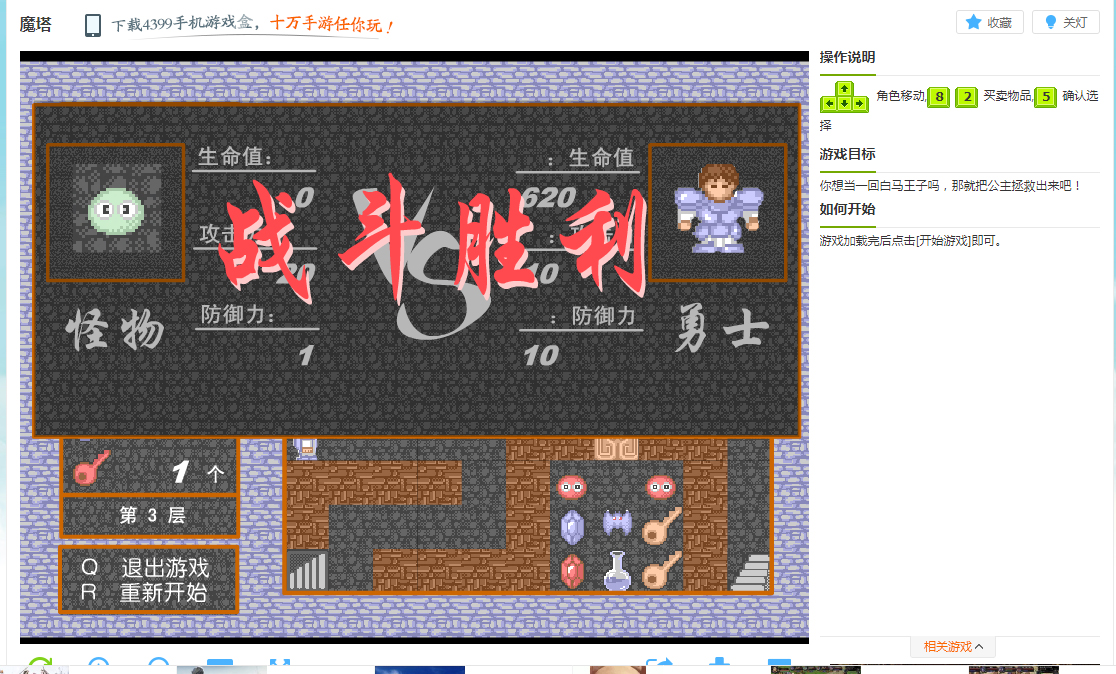 魔塔
下载4399手机游戏盒，十万手游任你玩！
收藏
关灯
操作说明
角色移动, 8 2 买卖物品, 5 确认选
择
游戏目标
你想当一回白马王子吗，那就把公主拯救出来吧！
如何开始
游戏加载完后点击[开始游戏]即可。
生命值：
0
攻击
20
防御力：
1
怪物
VS
战斗胜利
：生命值
620
10
：防御力
10
勇士
1 个
第 3 层
Q 退出游戏
R 重新开始
相关游戏